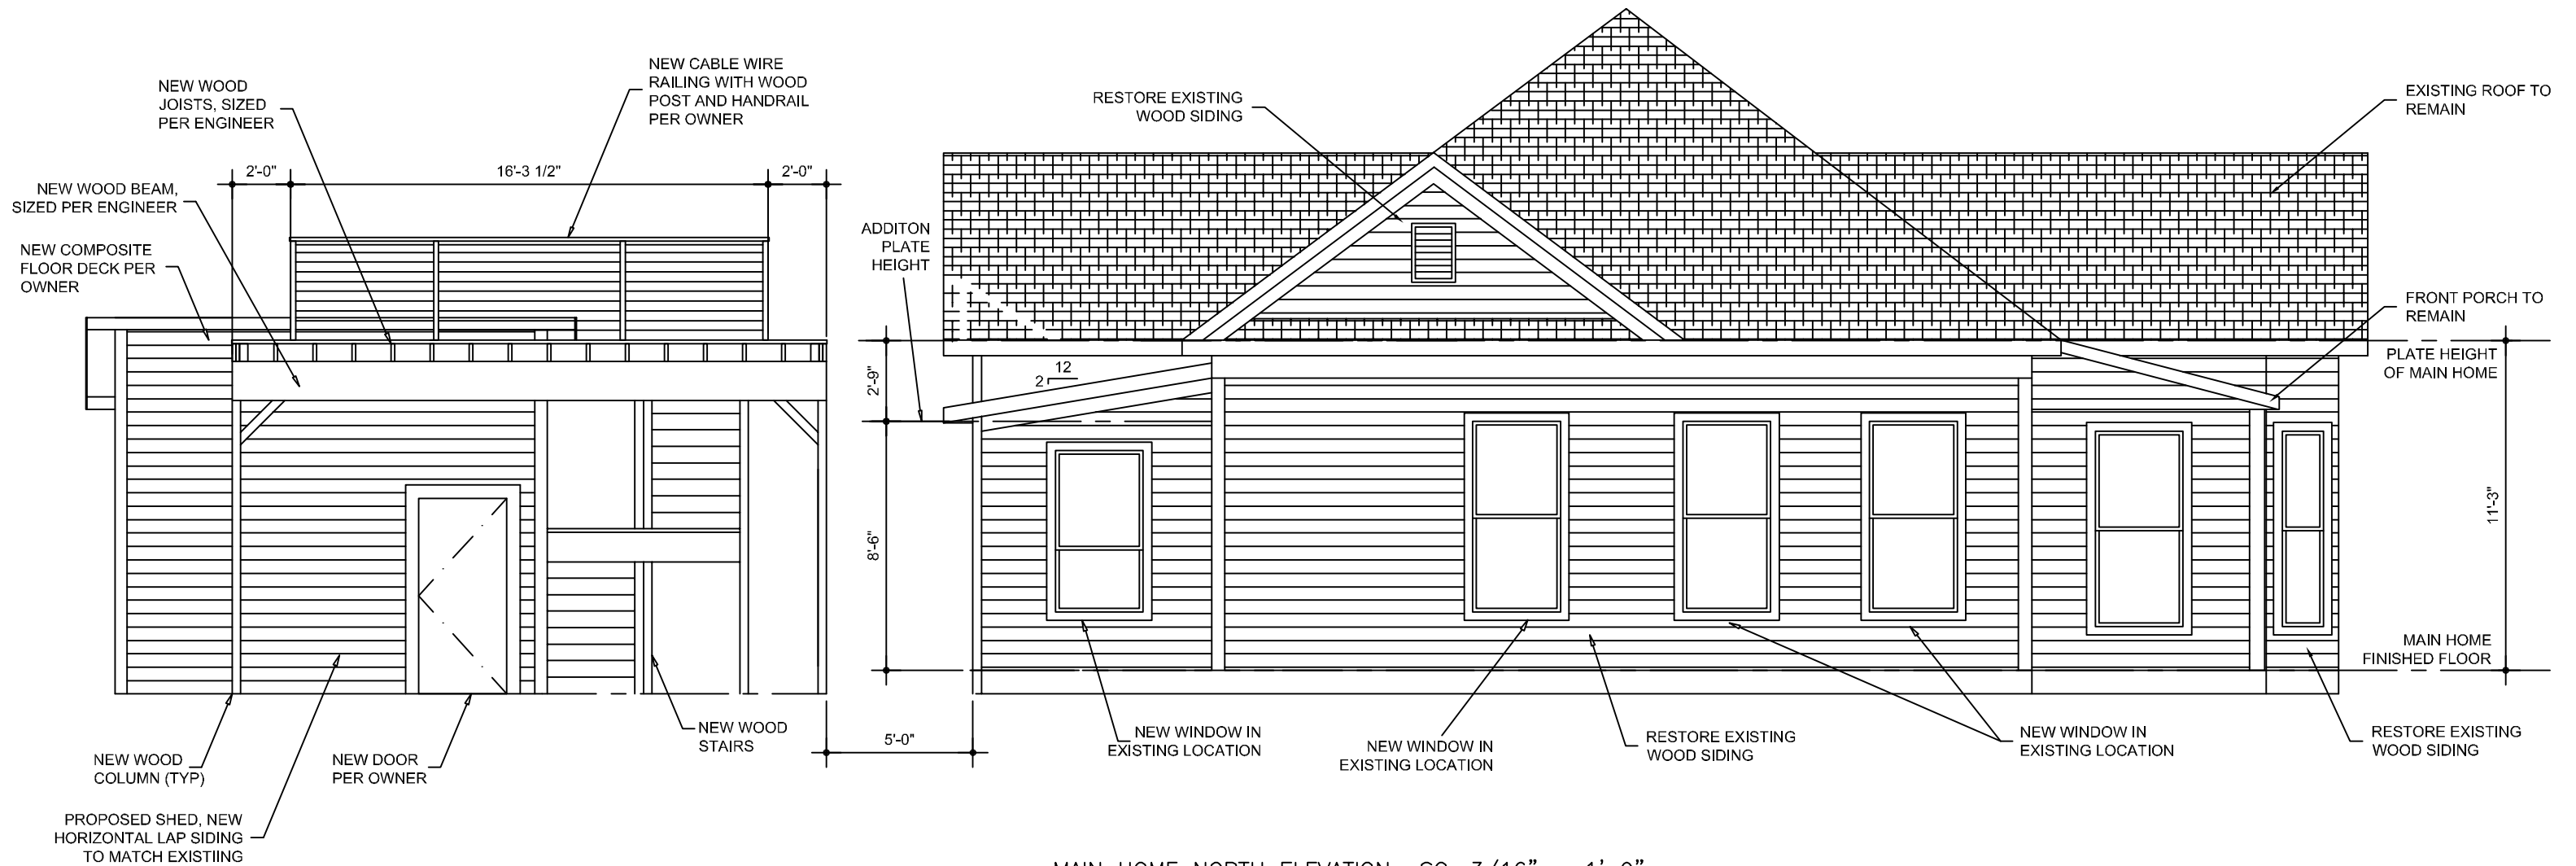 NEW WOOD
JOISTS, SIZED
PER ENGINEER
NEW CABLE WIRE
RAILING WITH WOOD
POST AND HANDRAIL
PER OWNER
2'-0"
16'-3 1/2"
2'-0"
NEW WOOD BEAM,
SIZED PER ENGINEER
NEW COMPOSITE
FLOOR DECK PER
OWNER
RESTORE EXISTING
WOOD SIDING
EXISTING ROOF TO
REMAIN
ADDITON
PLATE
HEIGHT
FRONT PORCH TO
REMAIN
PLATE HEIGHT
OF MAIN HOME
12
2
2'-9"
8'-6"
11'-3"
MAIN HOME
FINISHED FLOOR
NEW WOOD
COLUMN (TYP)
NEW DOOR
PER OWNER
NEW WOOD
STAIRS
5'-0"
NEW WINDOW IN
EXISTING LOCATION
NEW WINDOW IN
EXISTING LOCATION
RESTORE EXISTING
WOOD SIDING
NEW WINDOW IN
EXISTING LOCATION
RESTORE EXISTING
WOOD SIDING
PROPOSED SHED, NEW
HORIZONTAL LAP SIDING
TO MATCH EXISTIING
MAIN HOME NORTH ELEVATION